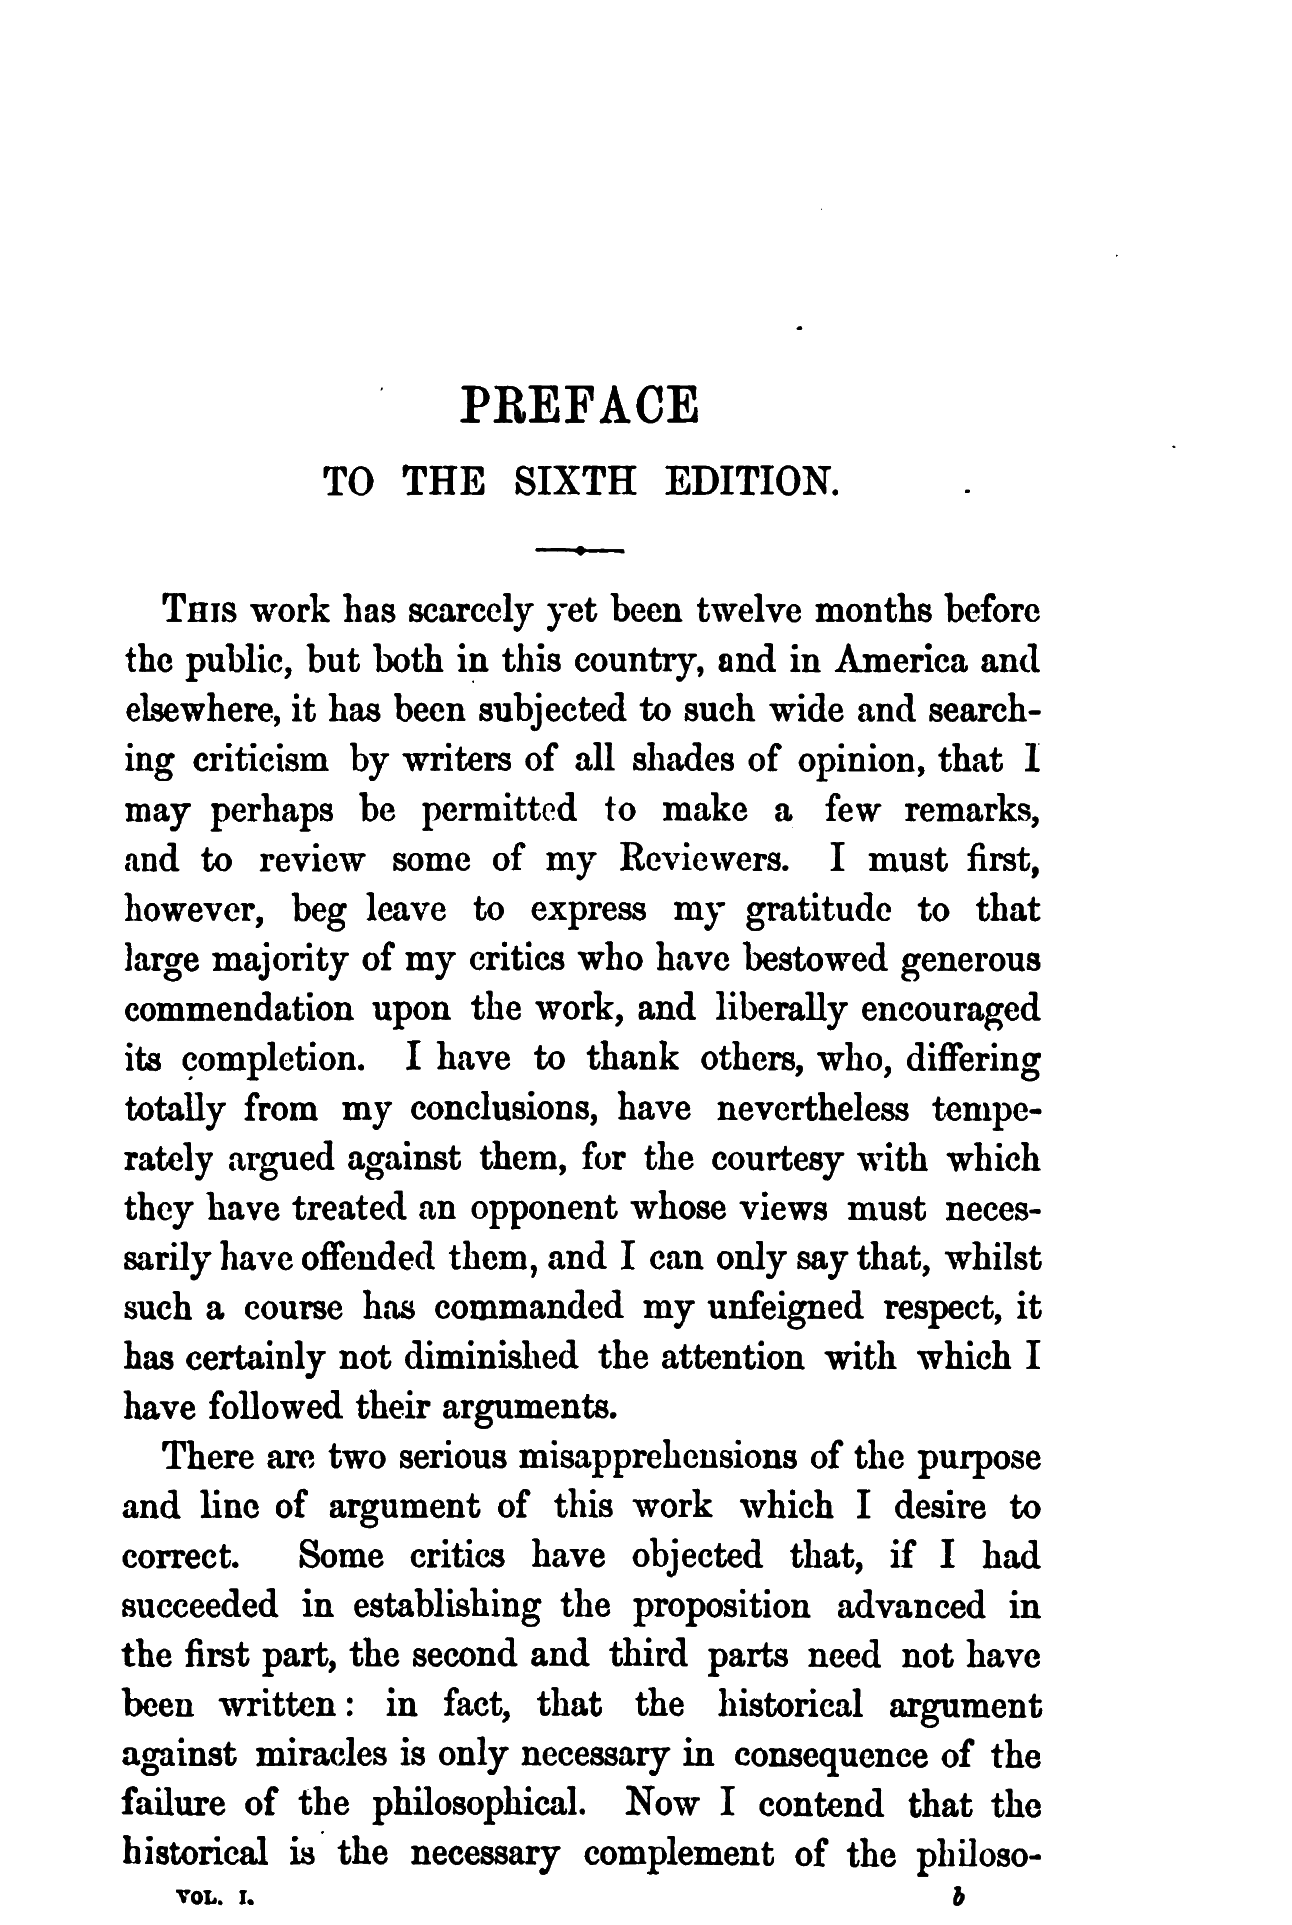 PREFACE
TO THE SIXTH EDITION.
THIS work has scarcely yet been twelve months before
the public, but both in this country, and in America and
elsewhere, it has been subjected to such wide and search-
ing criticism by writers of all shades of opinion, that I
may perhaps be permitted to make a few remarks,
and to review some of my Reviewers. I must first,
however, beg leave to express my gratitude to that
large majority of my critics who have bestowed generous
commendation upon the work, and liberally encouraged
its completion. I have to thank others, who, differing
totally from my conclusions, have nevertheless tempe-
rately argued against them, for the courtesy with which
they have treated an opponent whose views must neces-
sarily have offended them, and I can only say that, whilst
such a course has commanded my unfeigned respect, it
has certainly not diminished the attention with which I
have followed their arguments.
There are two serious misapprehensions of the purpose
and line of argument of this work which I desire to
correct. Some critics have objected that, if I had
succeeded in establishing the proposition advanced in
the first part, the second and third parts need not have
been written: in fact, that the historical argument
against miracles is only necessary in consequence of the
failure of the philosophical. Now I contend that the
historical is the necessary complement of the philoso-
VOL. I. b